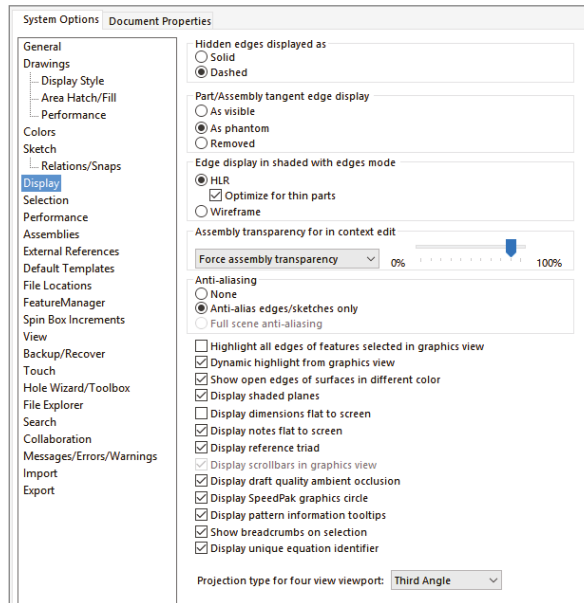 System Options
Document Properties
General
Drawings
Display Style
Area Hatch/Fill
Performance
Colors
Sketch
Relations/Snaps
Display
Selection
Performance
Assemblies
External References
Default Templates
File Locations
FeatureManager
Spin Box Increments
View
Backup/Recover
Touch
Hole Wizard/Toolbox
File Explorer
Search
Collaboration
Messages/Errors/Warnings
Import
Export
Hidden edges displayed as
Solid
Dashed
Part/Assembly tangent edge display
As visible
As phantom
Removed
Edge display in shaded with edges mode
HLR
Optimize for thin parts
Wireframe
Assembly transparency for in context edit
Force assembly transparency
0%
100%
Anti-aliasing
None
Anti-alias edges/sketches only
Full scene anti-aliasing
Highlight all edges of features selected in graphics view
Dynamic highlight from graphics view
Show open edges of surfaces in different color
Display shaded planes
Display dimensions flat to screen
Display notes flat to screen
Display reference triad
Display scrollbars in graphics view
Display draft quality ambient occlusion
Display SpeedPak graphics circle
Display pattern information tooltips
Show breadcrumbs on selection
Display unique equation identifier
Projection type for four view viewport: Third Angle